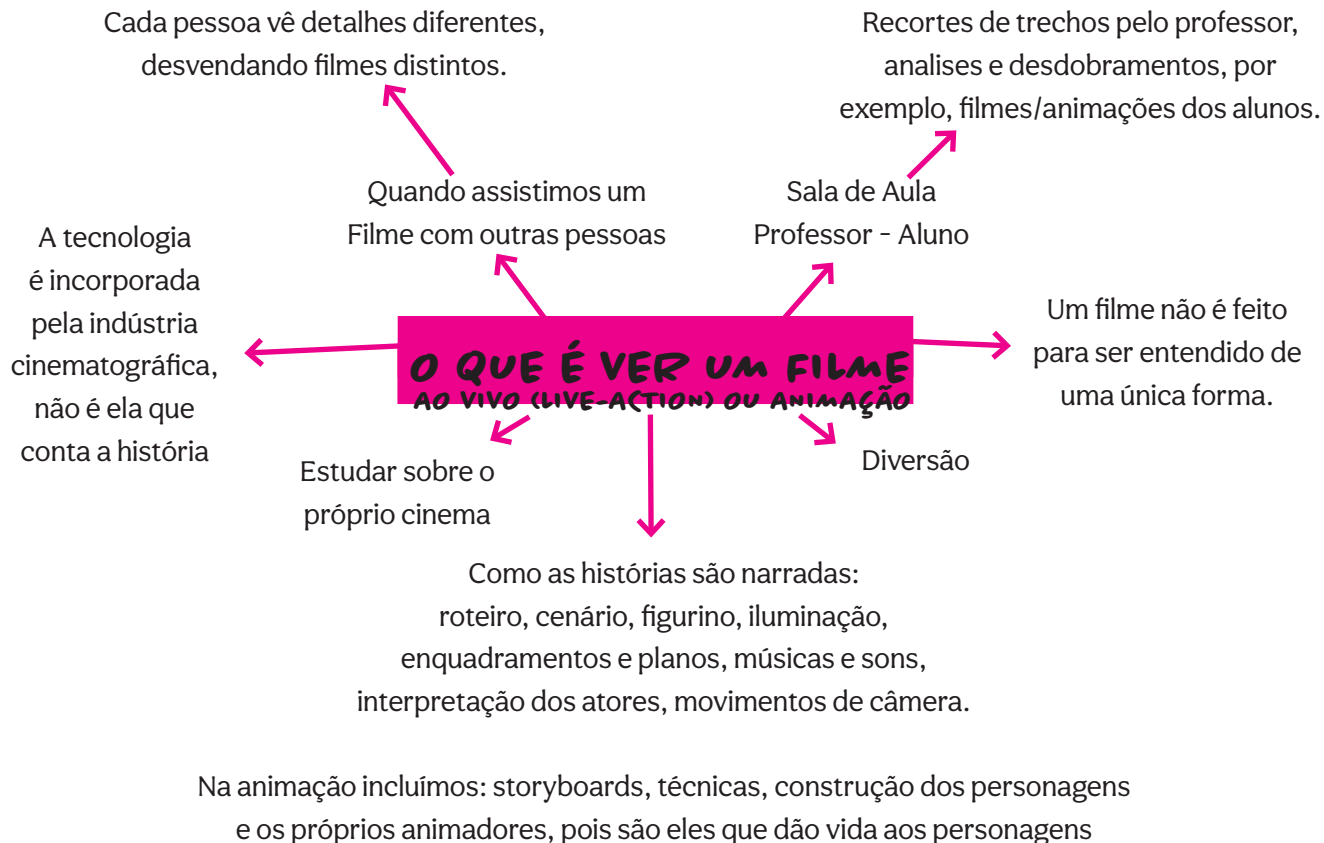 Cada pessoa vê detalhes diferentes,
desvendando filmes distintos.
Recortes de trechos pelo professor,
analises e desdobramentos, por
exemplo, filmes/animações dos alunos.
Quando assistimos um
Filme com outras pessoas
Sala de Aula
Professor - Aluno
A tecnologia
é incorporada
pela indústria
cinematográfica,
não é ela que
conta a história
Um filme não é feito
para ser entendido de
uma única forma.
O QUE É VER UM FILME
AO VIVO (LIVE-ACTION) OU ANIMAÇÃO
Estudar sobre o
próprio cinema
Diversão
Como as histórias são narradas:
roteiro, cenário, figurino, iluminação,
enquadramentos e planos, músicas e sons,
interpretação dos atores, movimentos de câmera.
Na animação incluímos: storyboards, técnicas, construção dos personagens
e os próprios animadores, pois são eles que dão vida aos personagens